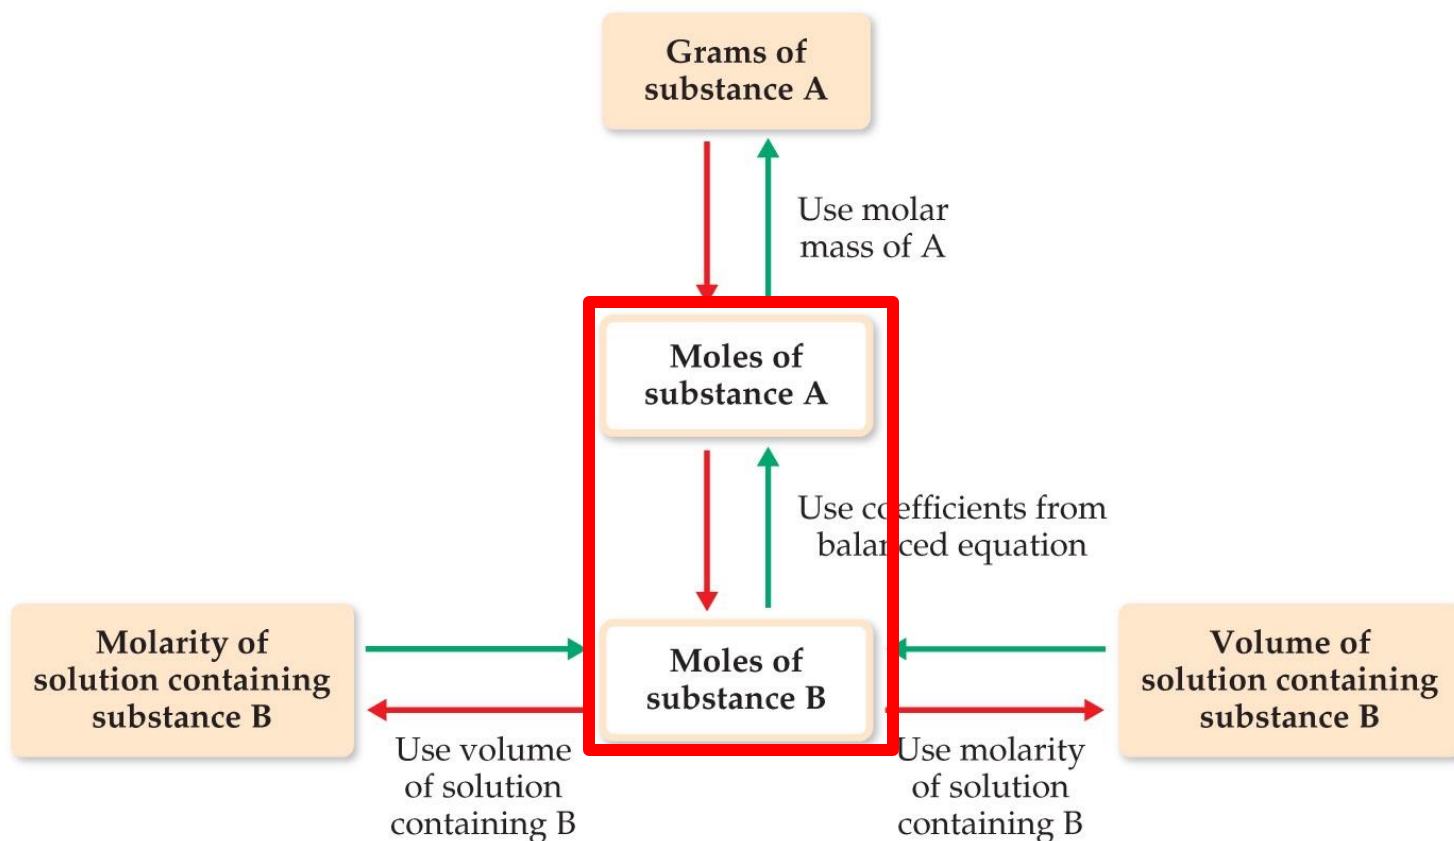 Grams of
substance A
Use molar
mass of A
Moles of
substance A
Use coefficients from
balanced equation
Molarity of
solution containing
substance B
Moles of
substance B
Volume of
solution containing
substance B
Use volume
of solution
containing B
Use molarity
of solution
containing B